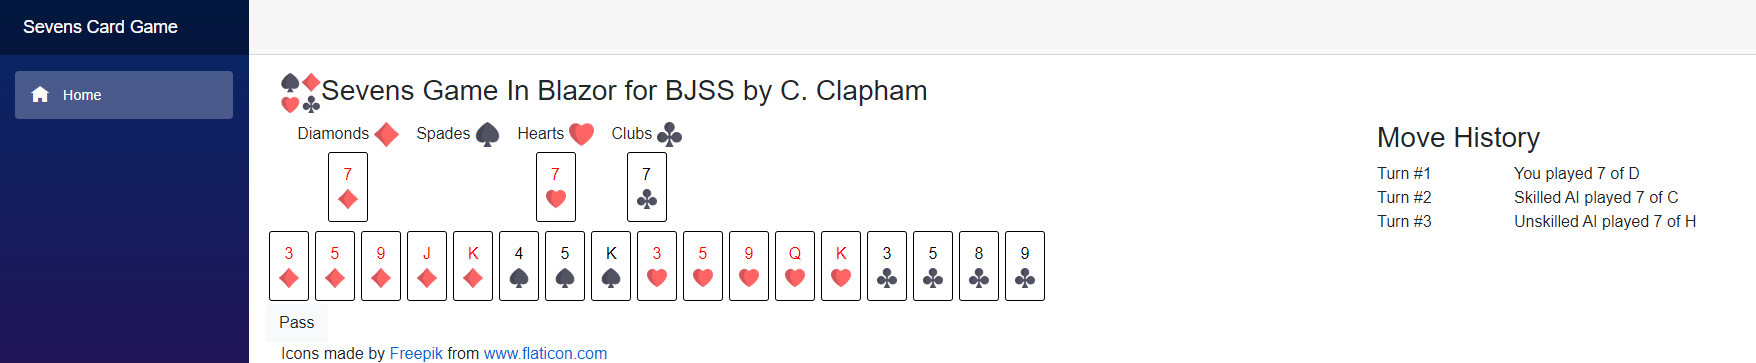 Sevens Card Game
Home
Sevens Game In Blazor for BJSS by C. Clapham
Diamonds Spades Hearts Clubs
7 7 7
3 5 9 J K 4 5 K 3 5 9 Q K 3 5 8 9
Pass
Icons made by Freepik from www.flaticon.com
Move History
Turn #1 You played 7 of D
Turn #2 Skilled AI played 7 of C
Turn #3 Unskilled AI played 7 of H